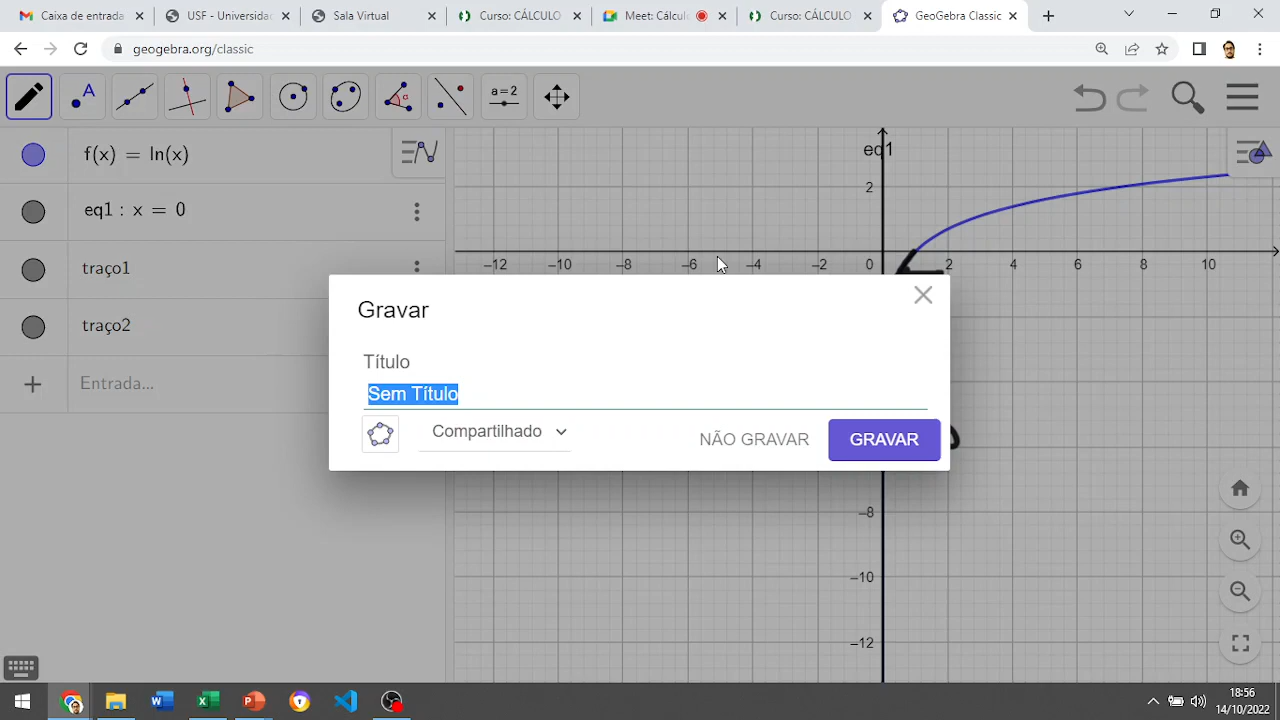 Caixa de entrada
USF - Universidad
Sala Virtual
Curso: CÁLCULO
Meet: Cálcul
Curso: CÁLCULO
GeoGebra Classic
geogebra.org/classic
A
α
a=2
f(x) = ln(x)
eq1 : x = 0
traço1
traço2
Entrada...
eq1
2
−12 −10 −8 −6 −4 −2 0 2 4 6 8 10
−8
−10
−12
Gravar
Título
Sem Título
Compartilhado
NÃO GRAVAR
GRAVAR
18:56
14/10/2022